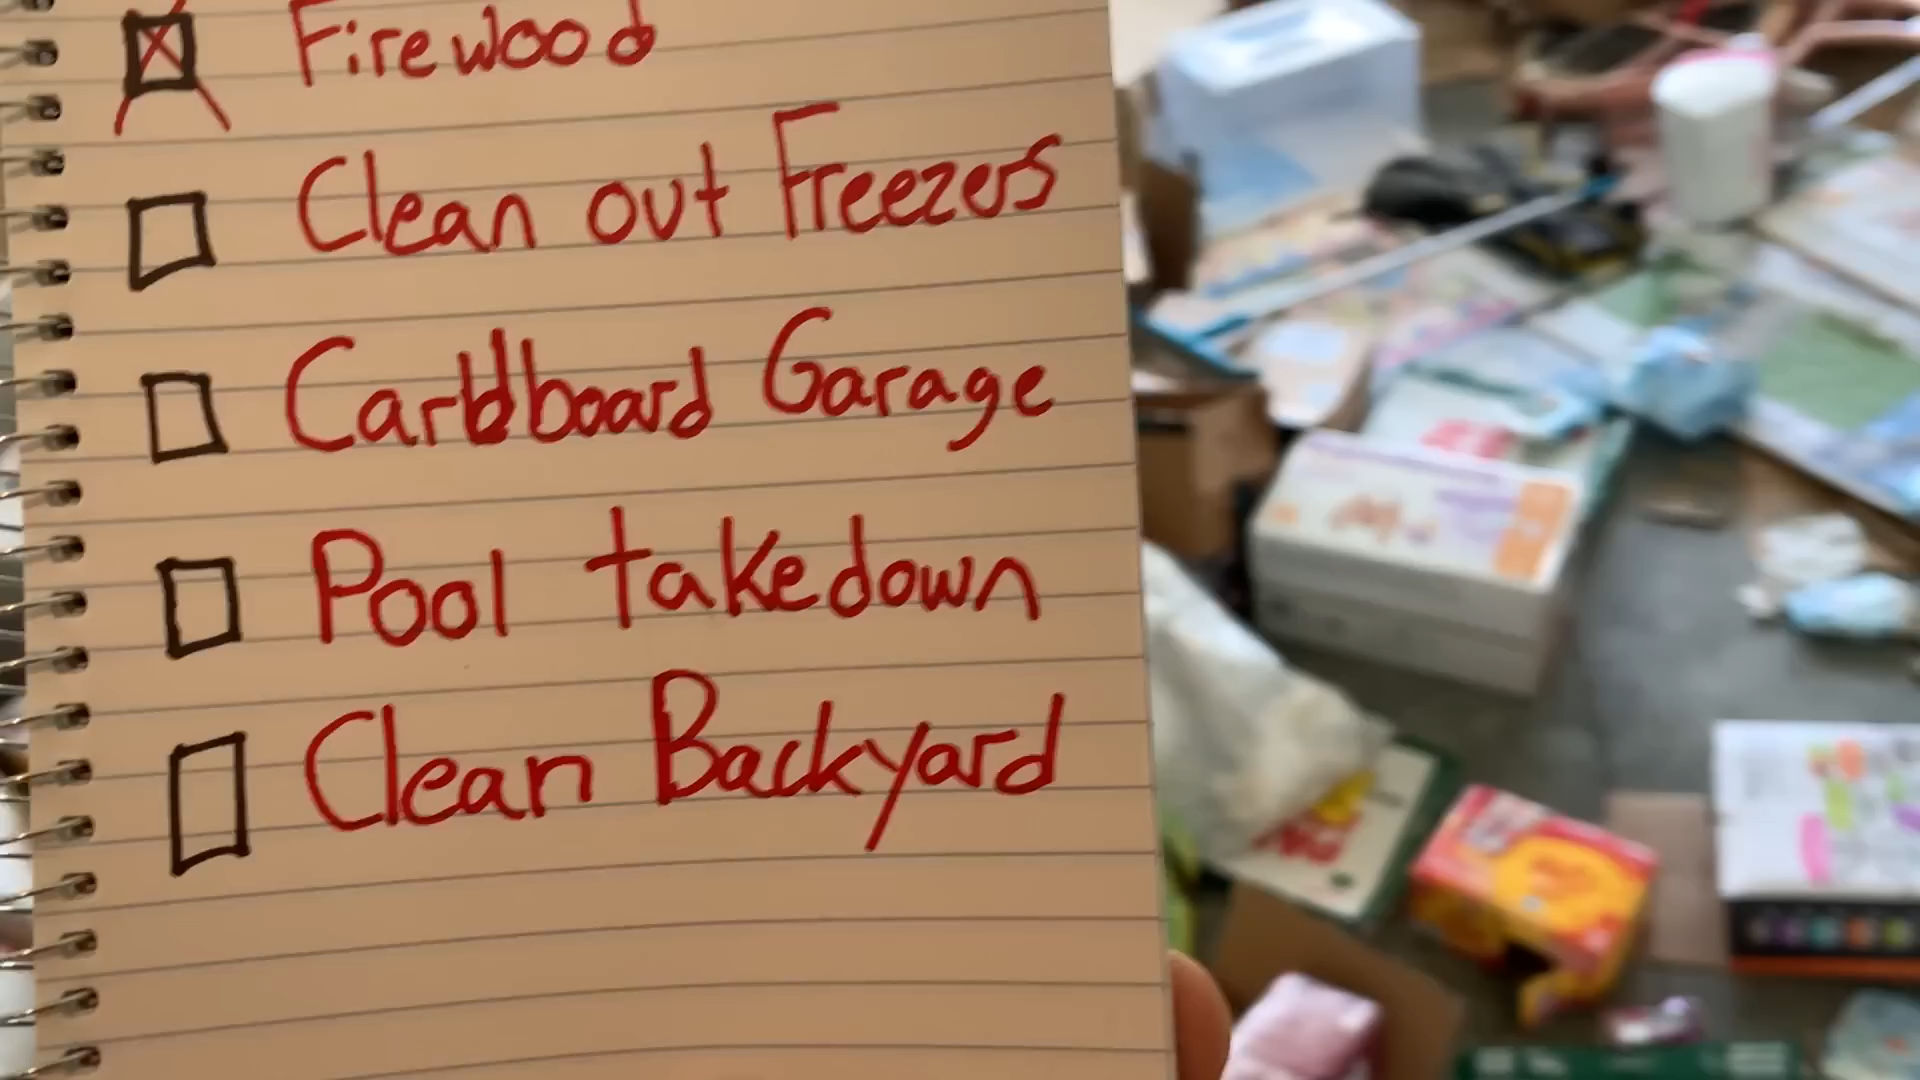 Firewood
Clean out Freezers
Cardboard Garage
Pool takedown
Clean Backyard